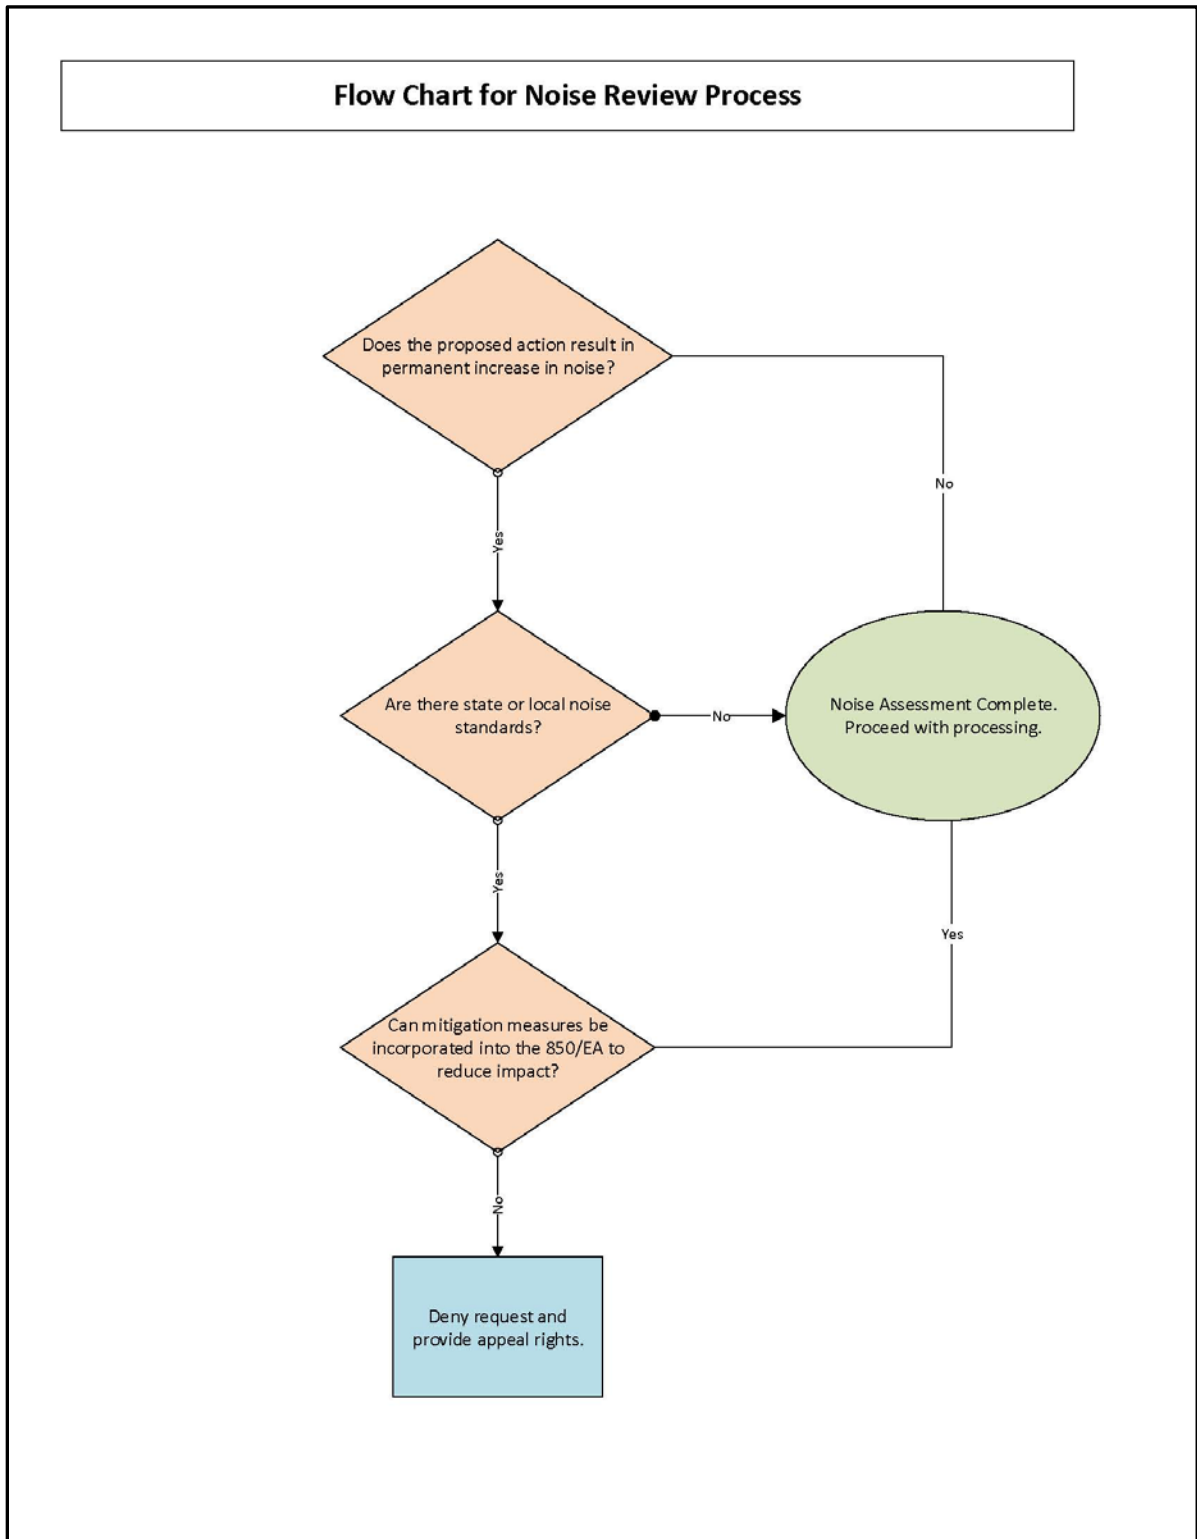 Flow Chart for Noise Review Process
Does the proposed action result in
permanent increase in noise?
No
Yes
Are there state or local noise
standards?
No
Noise Assessment Complete.
Proceed with processing.
Yes
Yes
Can mitigation measures be
incorporated into the 850/EA to
reduce impact?
No
Deny request and
provide appeal rights.